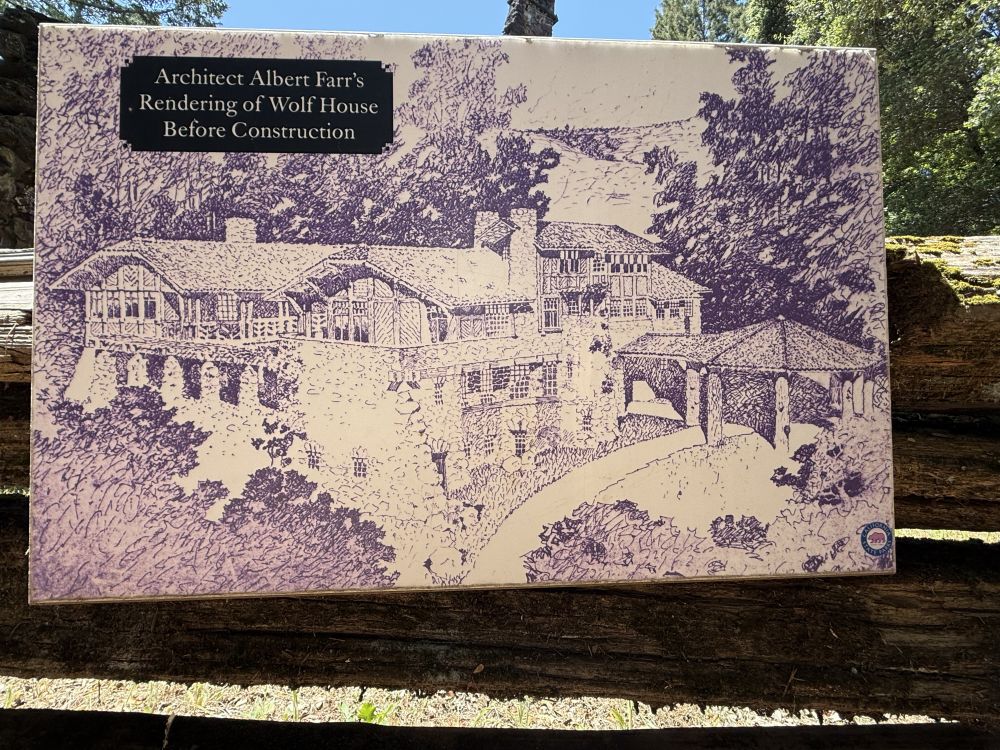 Architect Albert Farr's
Rendering of Wolf House
Before Construction